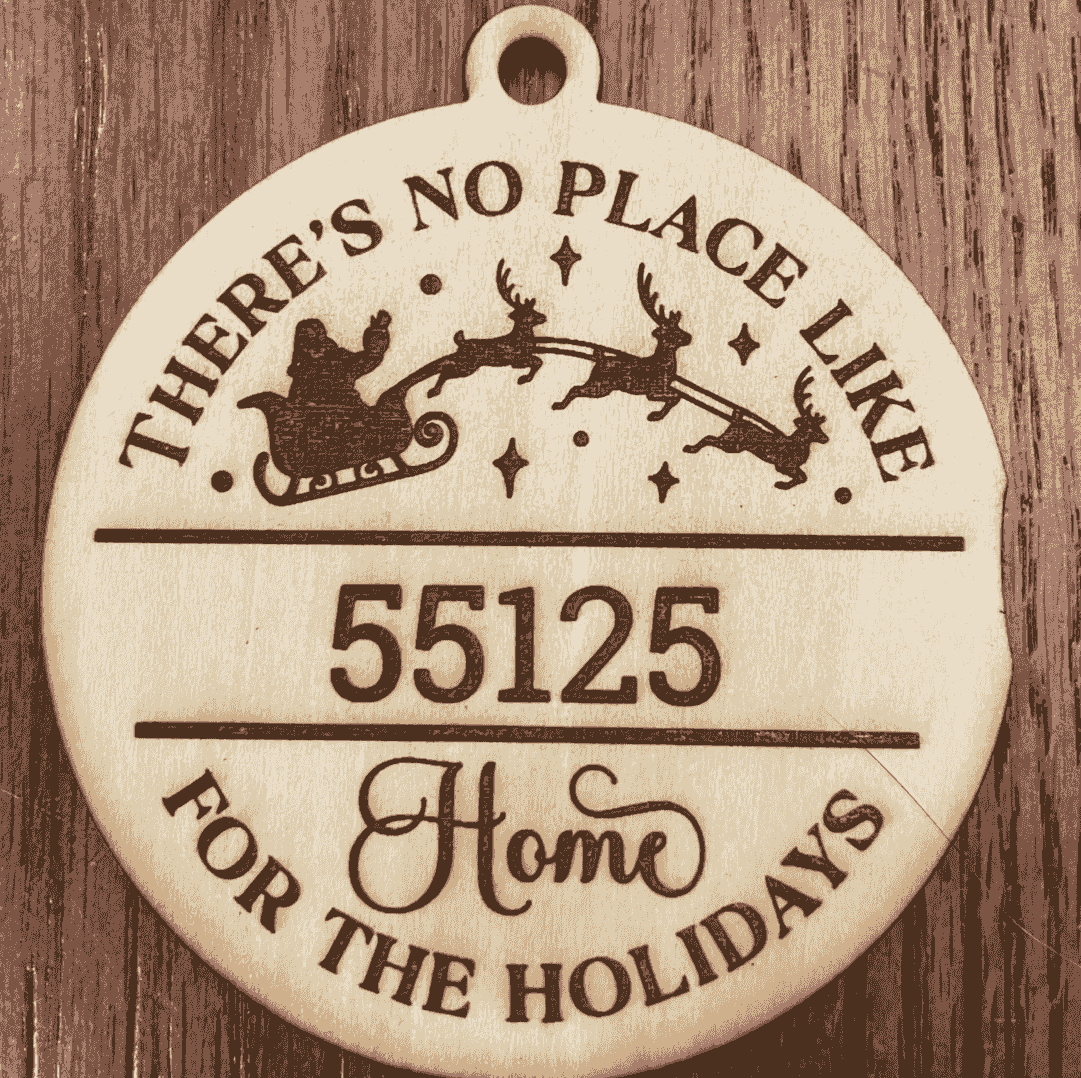 THERE'S NO PLACE LIKE
55125
Home
FOR THE HOLIDAYS